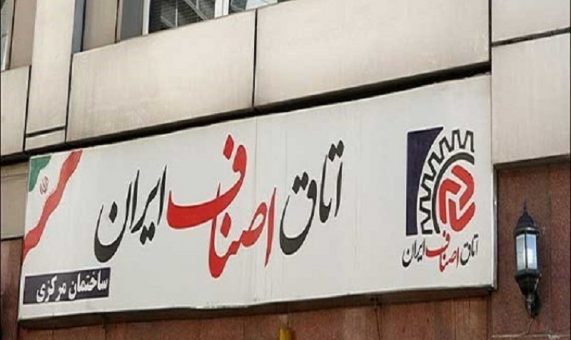 اتاق اصناف ایران
اتاق اصناف ایران
ساختمان مرکزی